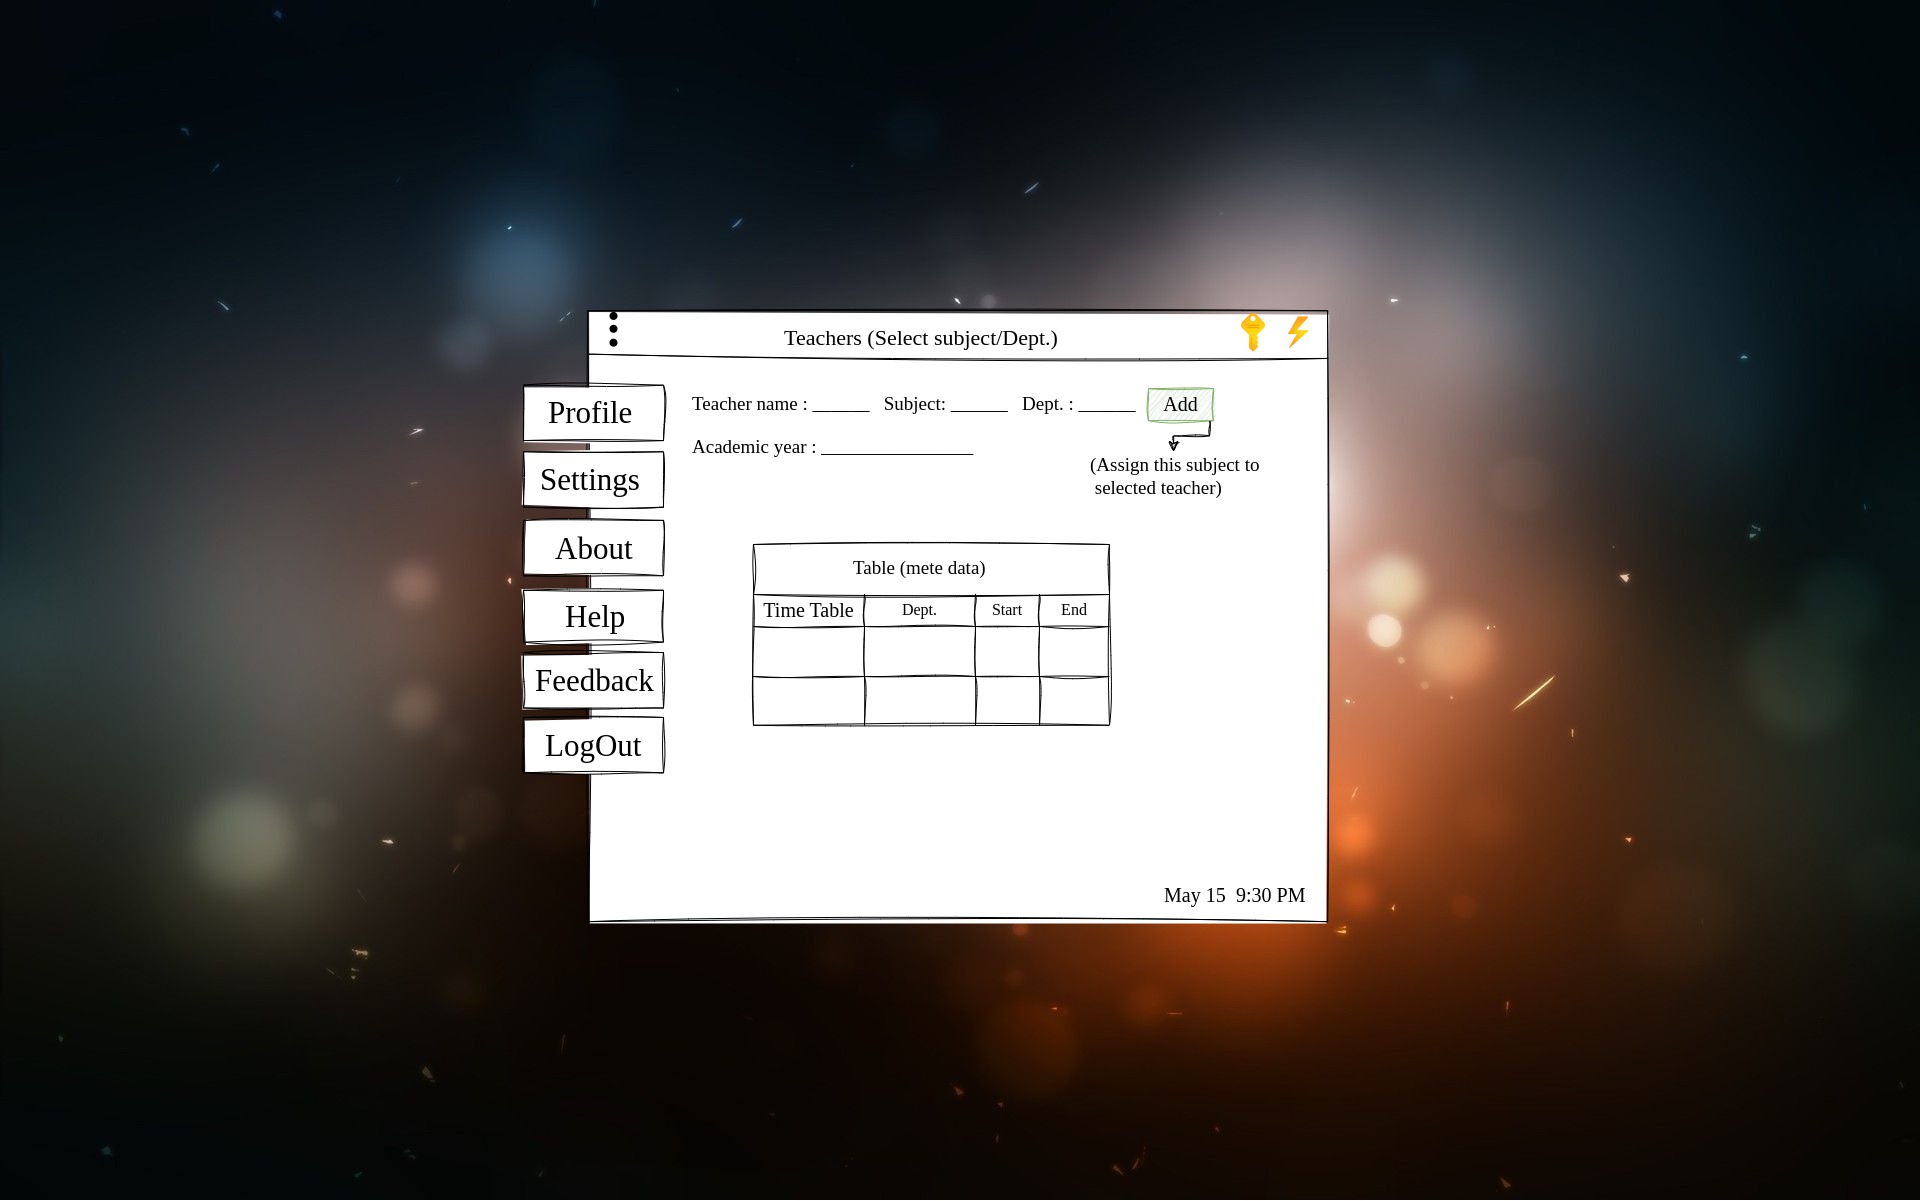 Teachers (Select subject/Dept.)
Profile
Settings
About
Help
Feedback
LogOut
Teacher name : ______ Subject: ______ Dept. : ______ Add
Academic year : ________________
(Assign this subject to
selected teacher)
Table (mete data)
Time Table Dept. Start End
May 15 9:30 PM